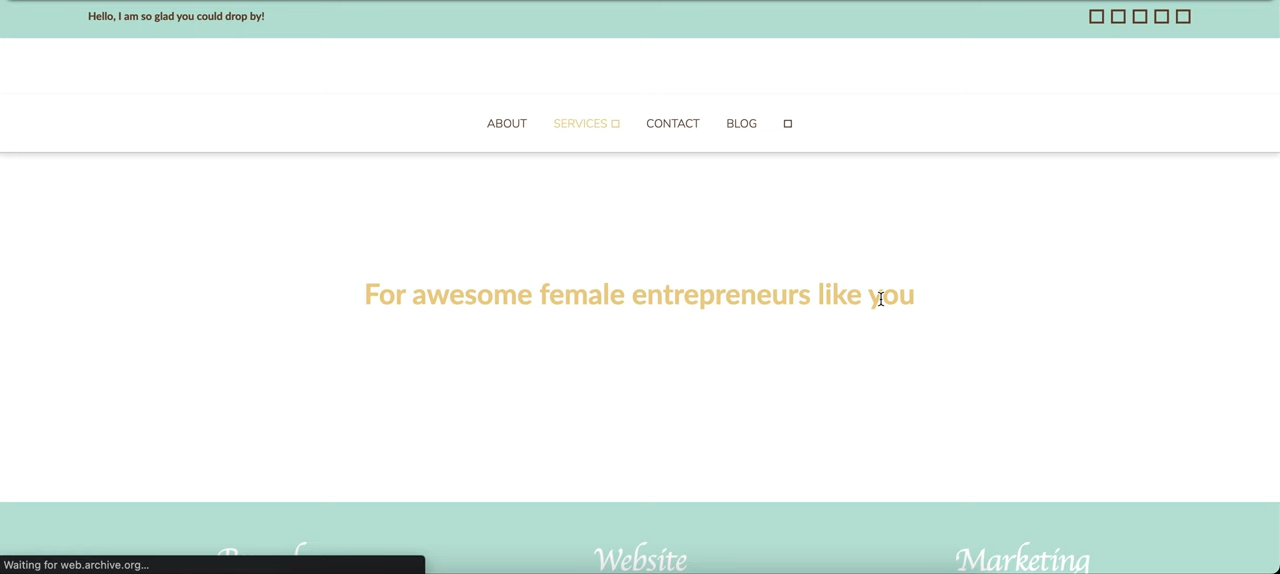 Hello, I am so glad you could drop by!
ABOUT SERVICES CONTACT BLOG
For awesome female entrepreneurs like you
Website Marketing
Waiting for web.archive.org...